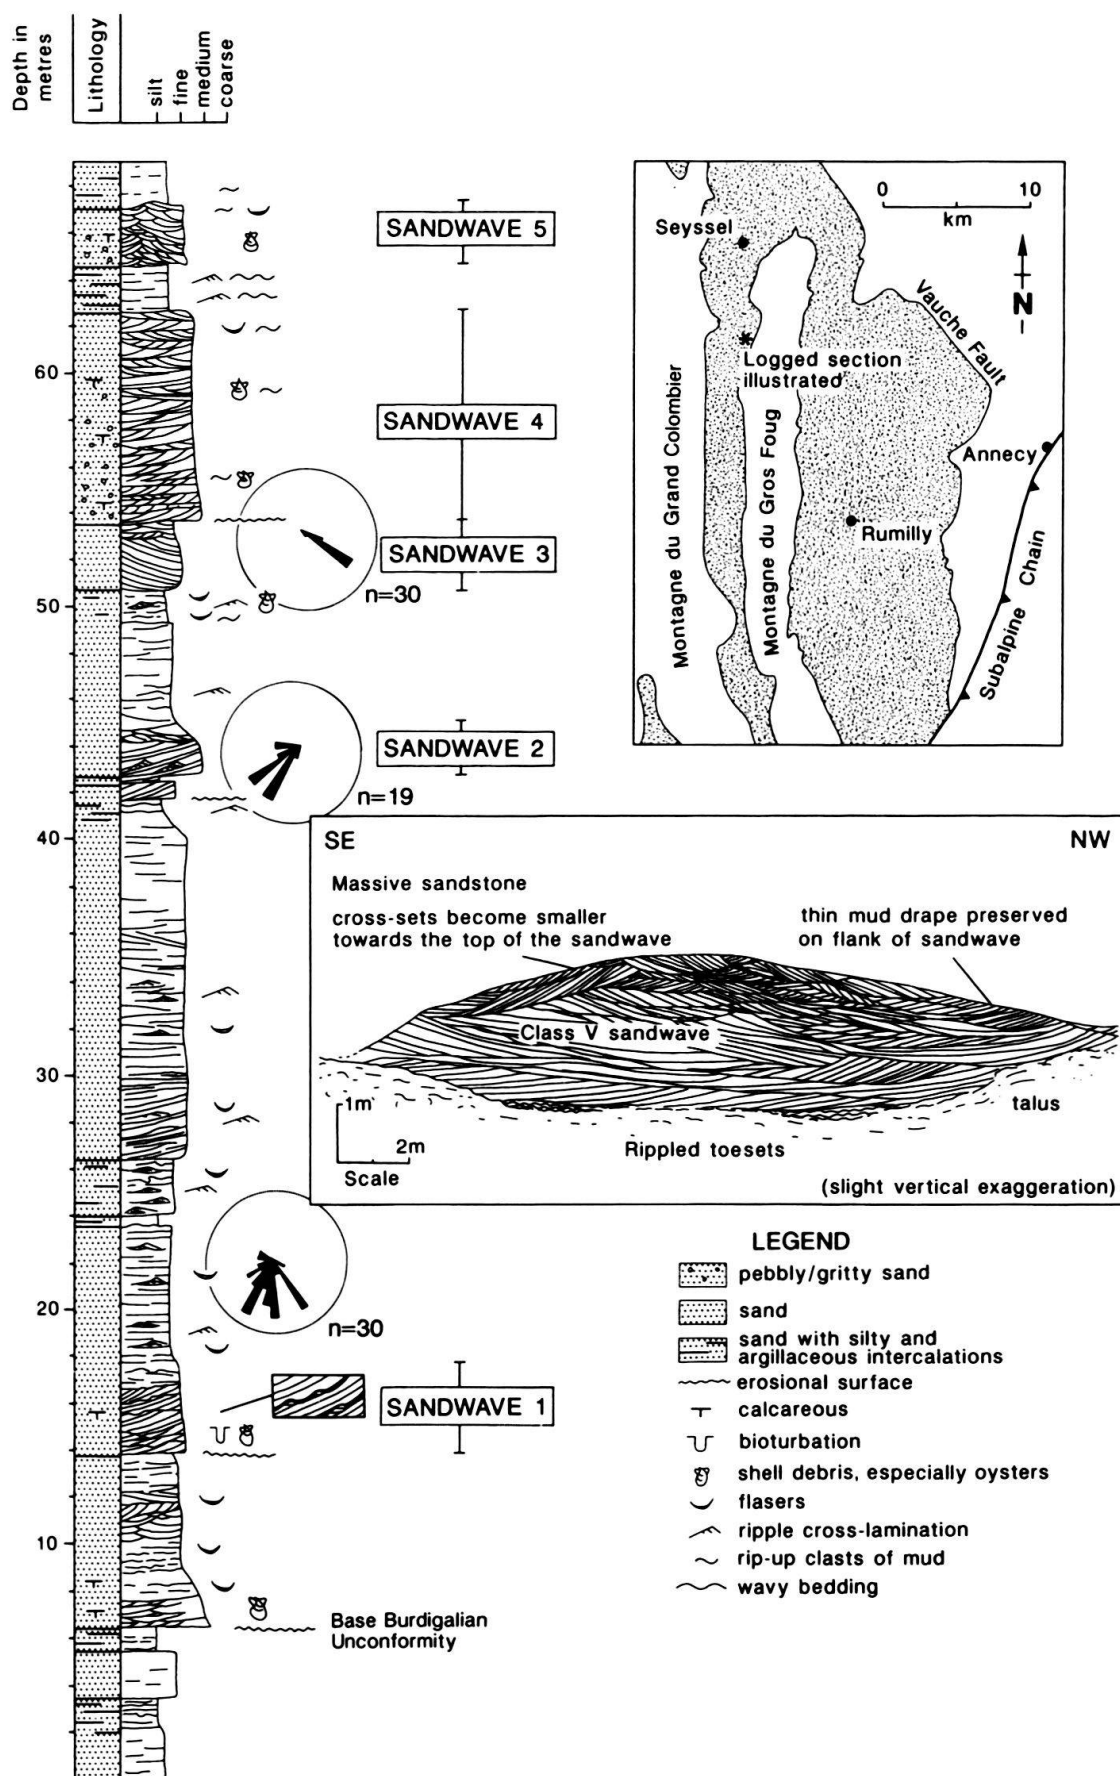 Depth in
metres
Lithology
silt
fine
medium
coarse
SANDWAVE 5
60
SANDWAVE 4
SANDWAVE 3
n=30
50
SANDWAVE 2
n=19
40
30
20
n=30
SANDWAVE 1
10
Base Burdigalian
Unconformity
0 10
km
Seyssel
N
Vauche Fault
Logged section
illustrated
Montagne du Grand Colombier
Montagne du Gros Foug
Annecy
Rumilly
Subalpine Chain
SE NW
Massive sandstone
cross-sets become smaller
towards the top of the sandwave
thin mud drape preserved
on flank of sandwave
Class V sandwave
1m
2m
Scale
talus
Rippled toesets
(slight vertical exaggeration)
LEGEND
pebbly/gritty sand
sand
sand with silty and
argillaceous intercalations
erosional surface
calcareous
bioturbation
shell debris, especially oysters
flasers
ripple cross-lamination
rip-up clasts of mud
wavy bedding